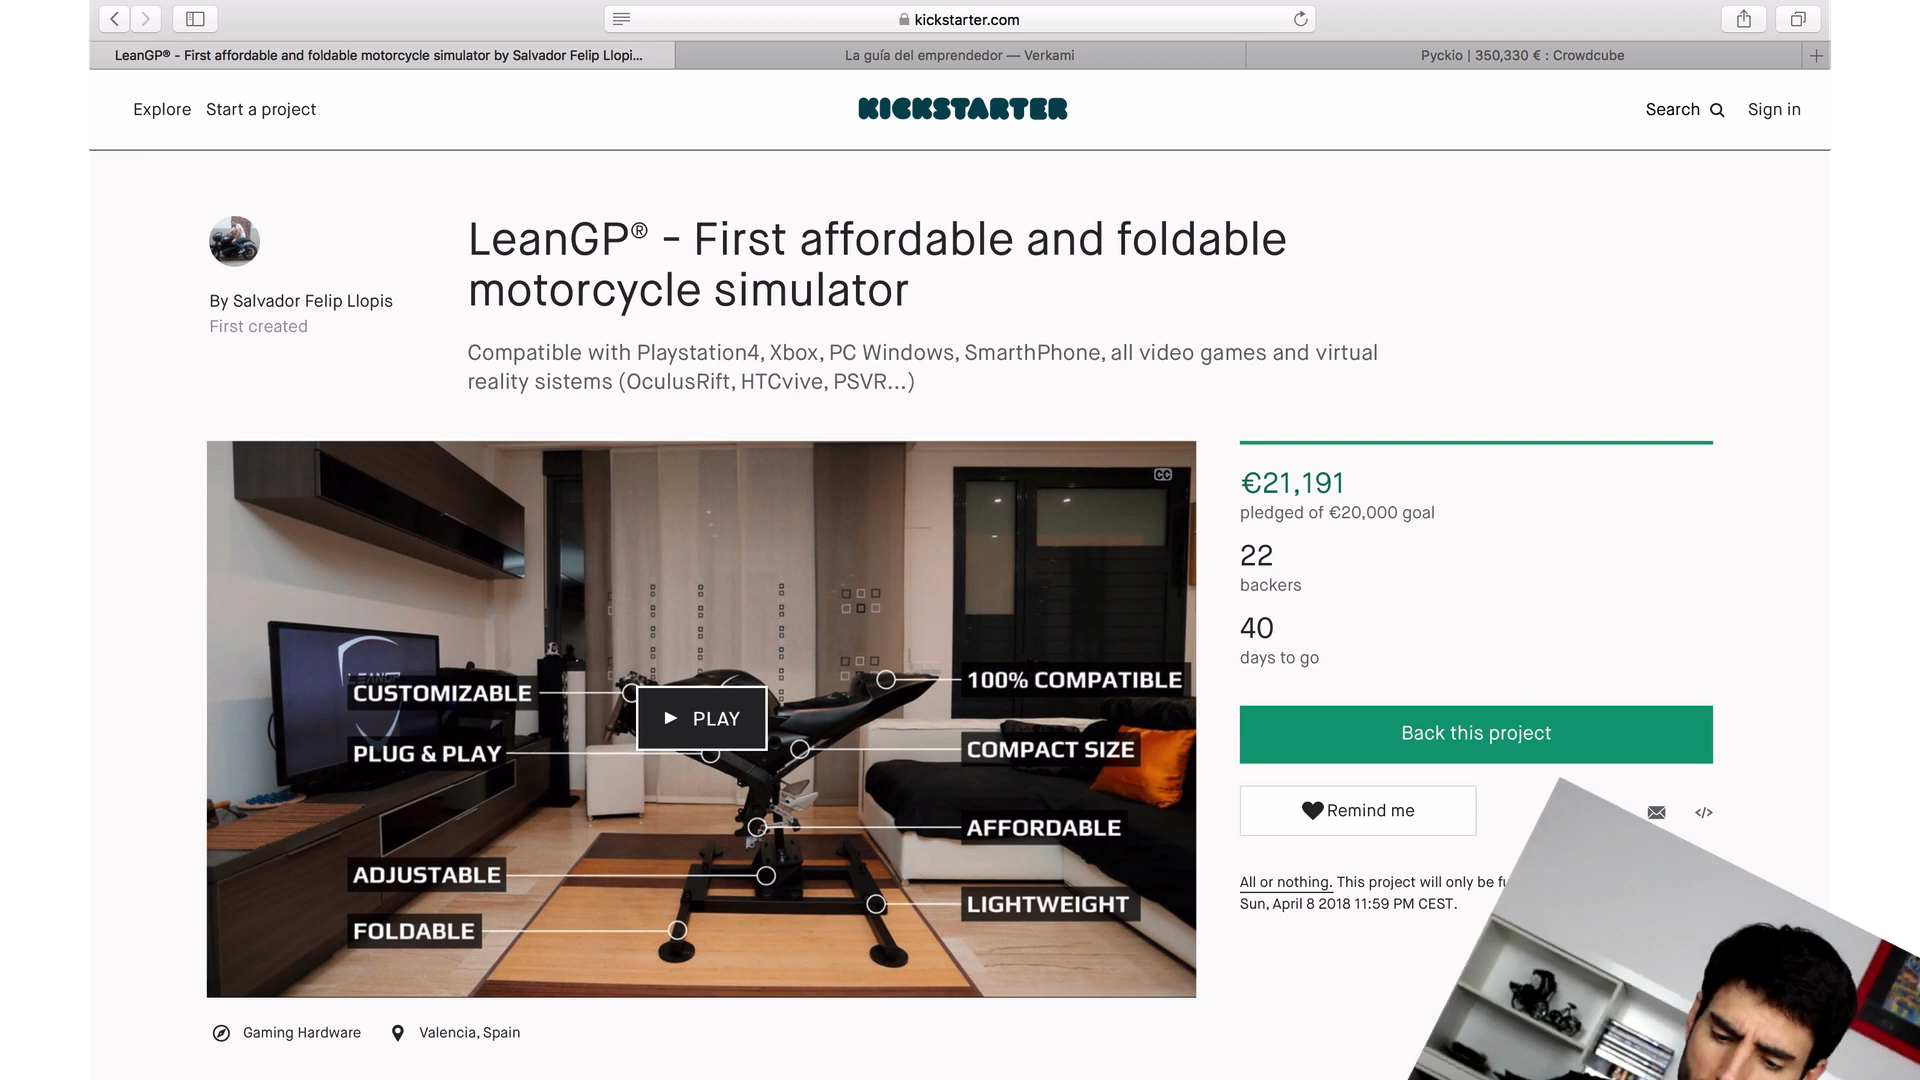 kickstarter.com
LeanGP® - First affordable and foldable motorcycle simulator by Salvador Felip Llopi...
La guía del emprendedor — Verkami
Pyckio | 350,330 € : Crowdcube
Explore Start a project
KICKSTARTER
Search
Sign in
LeanGP® - First affordable and foldable
motorcycle simulator
By Salvador Felip Llopis
First created
Compatible with Playstation4, Xbox, PC Windows, SmarthPhone, all video games and virtual
reality sistems (OculusRift, HTCvive, PSVR...)
CC
LEANGP
CUSTOMIZABLE
PLUG & PLAY
ADJUSTABLE
FOLDABLE
PLAY
100% COMPATIBLE
COMPACT SIZE
AFFORDABLE
LIGHTWEIGHT
€21,191
pledged of €20,000 goal
22
backers
40
days to go
Back this project
Remind me
</>
All or nothing. This project will only be
Sun, April 8 2018 11:59 PM CEST.
Gaming Hardware
Valencia, Spain